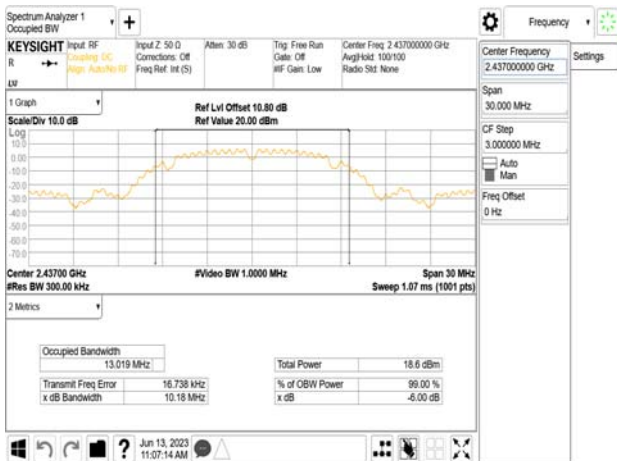 Spectrum Analyzer 1
Occupied BW
+
Frequency
KEYSIGHT
R
Input: RF
Coupling: DC
Align: Auto/No RF
Input Z: 50 Ω
Corrections: Off
Freq Ref: Int (S)
Atten: 30 dB
Trig: Free Run
Gate: Off
#IF Gain: Low
Center Freq: 2.437000000 GHz
Avg|Hold: 100/100
Radio Std: None
Center Frequency
2.437000000 GHz
Settings
Span
30.000 MHz
CF Step
3.000000 MHz
Auto
Man
Freq Offset
0 Hz
1 Graph
Scale/Div 10.0 dB
Ref Lvl Offset 10.80 dB
Ref Value 20.00 dBm
Log
10.0
0.00
-10.0
-20.0
-30.0
-40.0
-50.0
-60.0
-70.0
Center 2.43700 GHz
#Video BW 1.0000 MHz
Span 30 MHz
#Res BW 300.00 kHz
Sweep 1.07 ms (1001 pts)
2 Metrics
Occupied Bandwidth
13.019 MHz
Total Power 18.6 dBm
Transmit Freq Error 16.738 kHz
% of OBW Power 99.00 %
x dB Bandwidth 10.18 MHz
x dB -6.00 dB
?
Jun 13, 2023
11:07:14 AM